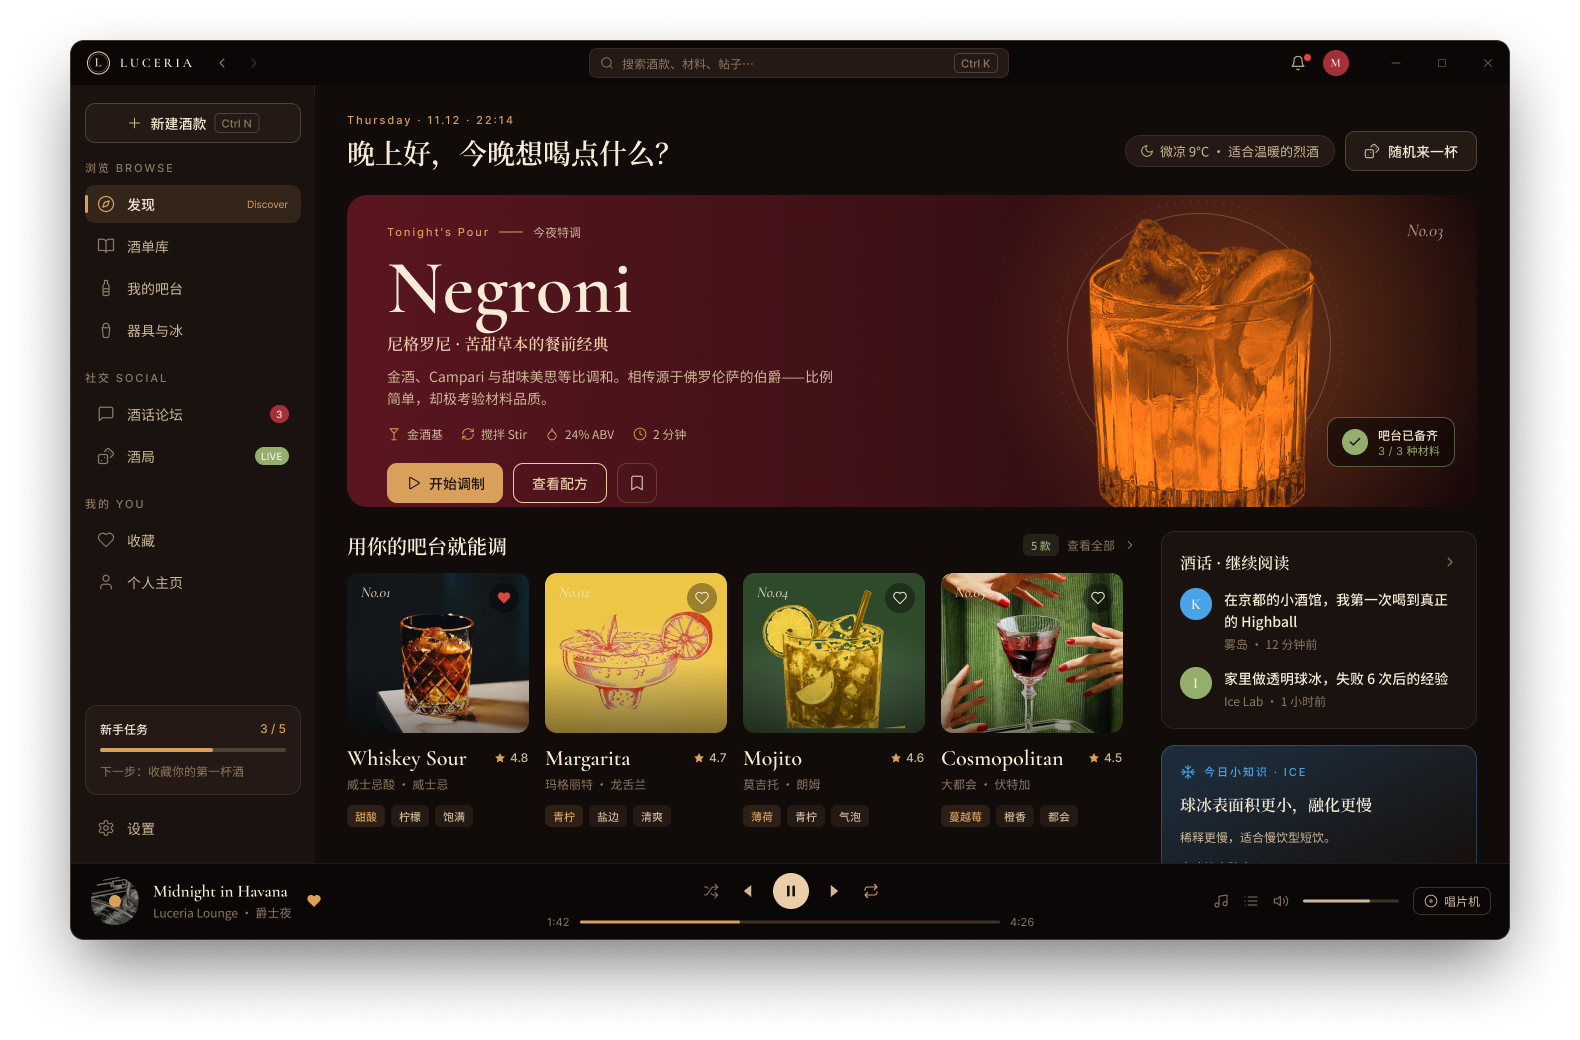 L LUCERIA
搜索酒款、材料、帖子… Ctrl K
M
新建酒款 Ctrl N
浏览 BROWSE
发现 Discover
酒单库
我的吧台
器具与冰
社交 SOCIAL
酒话论坛 3
酒局 LIVE
我的 YOU
收藏
个人主页
新手任务 3 / 5
下一步：收藏你的第一杯酒
设置
Thursday · 11.12 · 22:14
晚上好，今晚想喝点什么？
微凉 9°C · 适合温暖的烈酒
随机来一杯
Tonight's Pour 今夜特调
No.03
Negroni
尼格罗尼 · 苦甜草本的餐前经典
金酒、Campari 与甜味美思等比调和。相传源于佛罗伦萨的伯爵——比例
简单，却极考验材料品质。
金酒基 搅拌 Stir 24% ABV 2 分钟
开始调制 查看配方
吧台已备齐
3 / 3 种材料
用你的吧台就能调
5 款 查看全部
No.01
Whiskey Sour 4.8
威士忌酸 · 威士忌
甜酸 柠檬 饱满
No.02
Margarita 4.7
玛格丽特 · 龙舌兰
青柠 盐边 清爽
No.04
Mojito 4.6
莫吉托 · 朗姆
薄荷 青柠 气泡
No.05
Cosmopolitan 4.5
大都会 · 伏特加
蔓越莓 橙香 都会
酒话 · 继续阅读
K
在京都的小酒馆，我第一次喝到真正
的 Highball
雾岛 · 12 分钟前
I
家里做透明球冰，失败 6 次后的经验
Ice Lab · 1 小时前
今日小知识 · ICE
球冰表面积更小，融化更慢
稀释更慢，适合慢饮型短饮。
Midnight in Havana
Luceria Lounge · 爵士夜
1:42 4:26
唱片机